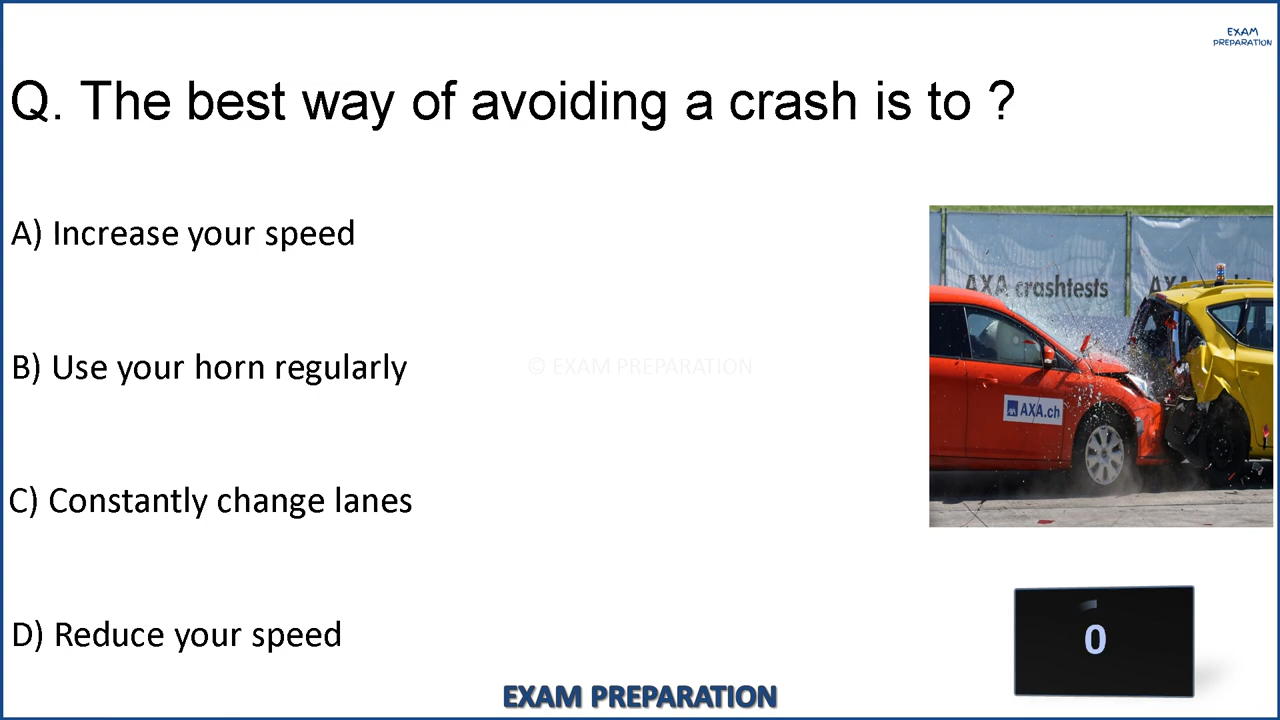 EXAM
PREPARATION
Q. The best way of avoiding a crash is to ?
A) Increase your speed
AXA crashtests
B) Use your horn regularly
© EXAM PREPARATION
AXA.ch
C) Constantly change lanes
D) Reduce your speed
0
EXAM PREPARATION